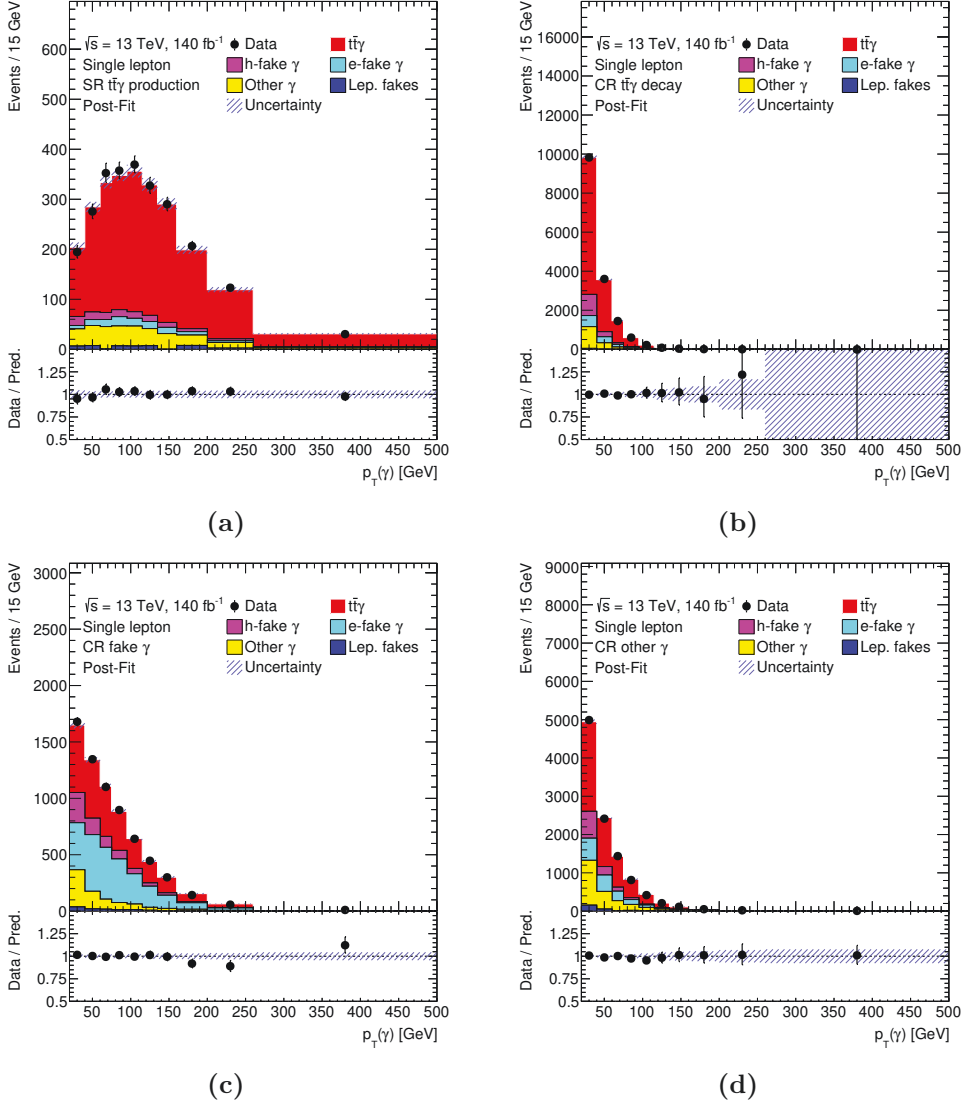 Events / 15 GeV
600
500
400
300
200
100
0
√s = 13 TeV, 140 fb⁻¹
Single lepton
SR tt̄γ production
Post-Fit
Data
tt̄γ
h-fake γ
e-fake γ
Other γ
Lep. fakes
Uncertainty
Data / Pred.
1.25
1
0.75
0.5
50 100 150 200 250 300 350 400 450 500
p_T(γ) [GeV]
(a)
Events / 15 GeV
16000
14000
12000
10000
8000
6000
4000
2000
0
√s = 13 TeV, 140 fb⁻¹
Single lepton
CR tt̄γ decay
Post-Fit
Data
tt̄γ
h-fake γ
e-fake γ
Other γ
Lep. fakes
Uncertainty
Data / Pred.
1.25
1
0.75
0.5
50 100 150 200 250 300 350 400 450 500
p_T(γ) [GeV]
(b)
Events / 15 GeV
3000
2500
2000
1500
1000
500
0
√s = 13 TeV, 140 fb⁻¹
Single lepton
CR fake γ
Post-Fit
Data
tt̄γ
h-fake γ
e-fake γ
Other γ
Lep. fakes
Uncertainty
Data / Pred.
1.25
1
0.75
0.5
50 100 150 200 250 300 350 400 450 500
p_T(γ) [GeV]
(c)
Events / 15 GeV
9000
8000
7000
6000
5000
4000
3000
2000
1000
0
√s = 13 TeV, 140 fb⁻¹
Single lepton
CR other γ
Post-Fit
Data
tt̄γ
h-fake γ
e-fake γ
Other γ
Lep. fakes
Uncertainty
Data / Pred.
1.25
1
0.75
0.5
50 100 150 200 250 300 350 400 450 500
p_T(γ) [GeV]
(d)